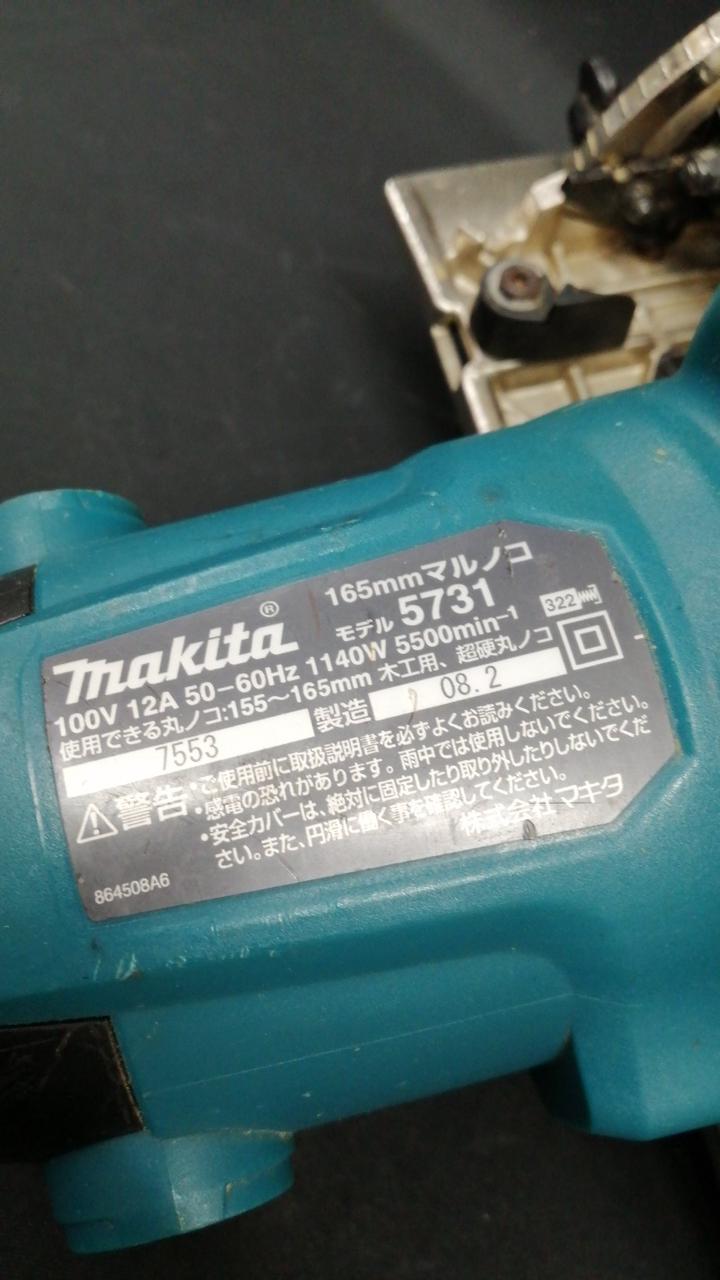 165mmマルノコ
makita® モデル 5731
322
100V 12A 50−60Hz 1140W 5500min⁻¹
使用できる丸ノコ:155〜165mm 木工用、超硬丸ノコ
7553 製造 08.2
警告
・ご使用前に取扱説明書を必ずよくお読みください。
・感電の恐れがあります。雨中では使用しないでください。
・安全カバーは、絶対に固定したり取り外したりしないでくだ
さい。また、円滑に働く事を確認してください。
株式会社マキタ
864508A6